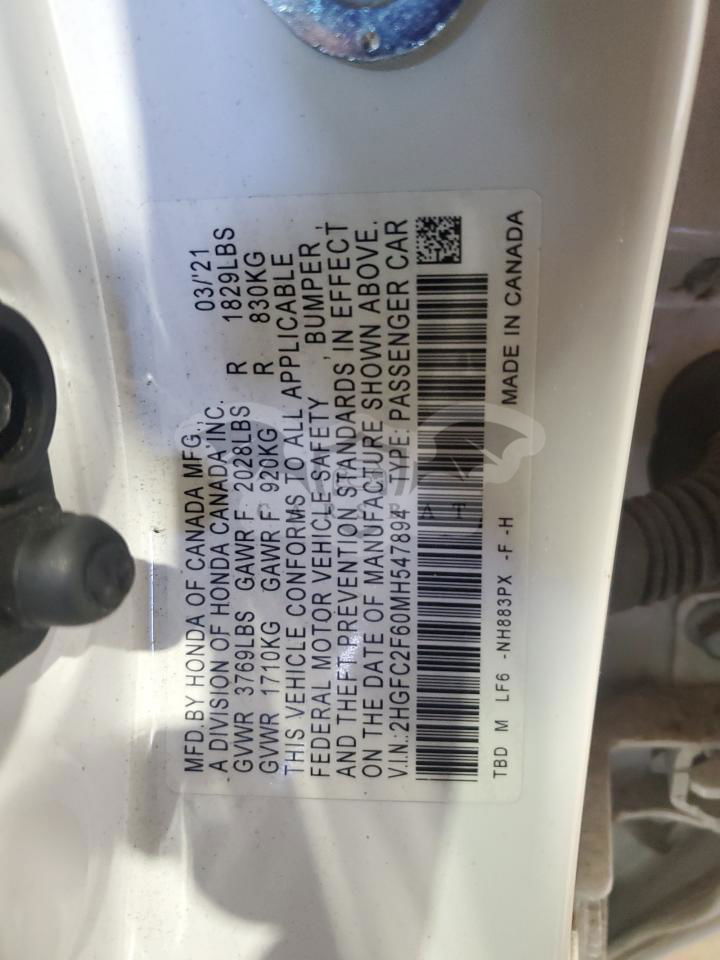 MFD. BY HONDA OF CANADA MFG., 03/'21
A DIVISION OF HONDA CANADA INC.
GVWR 3769LBS GAWR F 2028LBS R 1829LBS
GVWR 1710KG GAWR F 920KG R 830KG
THIS VEHICLE CONFORMS TO ALL APPLICABLE
FEDERAL MOTOR VEHICLE SAFETY , BUMPER ,
AND THEFT PREVENTION STANDARDS IN EFFECT
ON THE DATE OF MANUFACTURE SHOWN ABOVE.
V.I.N.:2HGFC2F60MH547894 TYPE: PASSENGER CAR
TBD M LF6 -NH883PX -F -H MADE IN CANADA